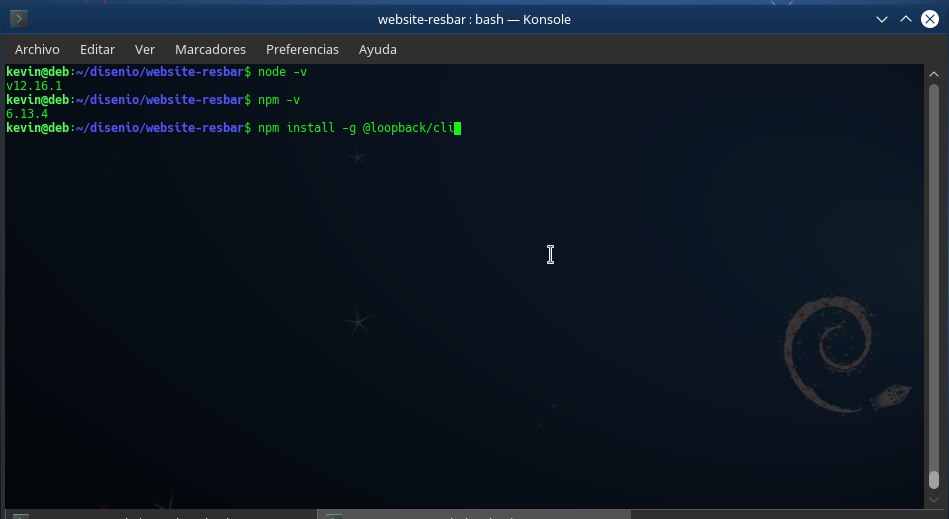 website-resbar : bash — Konsole
Archivo Editar Ver Marcadores Preferencias Ayuda
kevin@deb:~/disenio/website-resbar$ node -v
v12.16.1
kevin@deb:~/disenio/website-resbar$ npm -v
6.13.4
kevin@deb:~/disenio/website-resbar$ npm install -g @loopback/cli